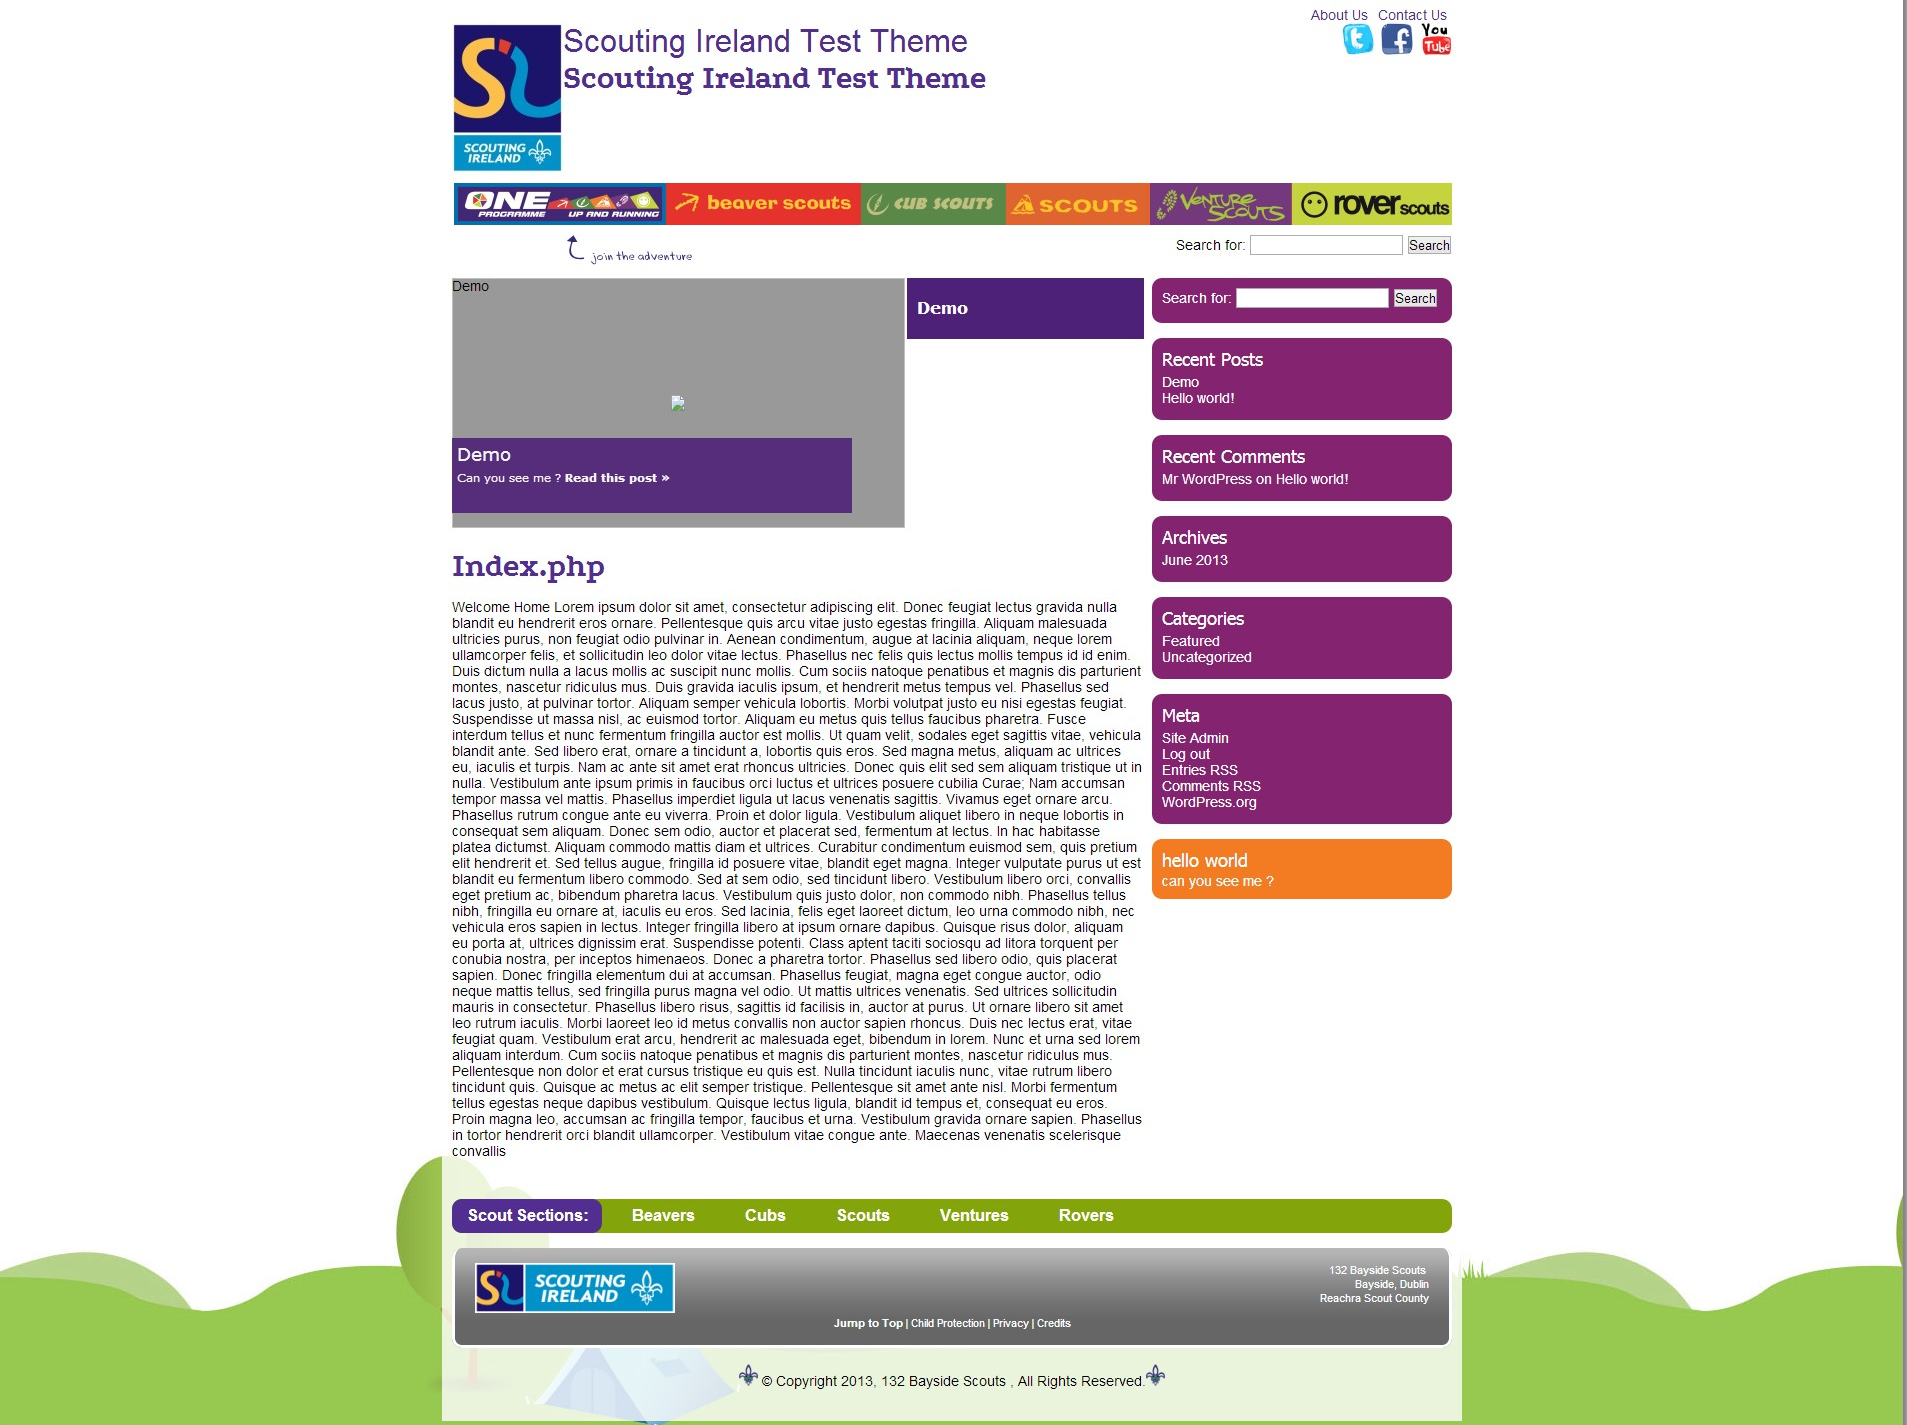 About Us Contact Us
Scouting Ireland Test Theme
You
Tube
Scouting Ireland Test Theme
SCOUTING
IRELAND
ONE
PROGRAMME UP AND RUNNING
beaver scouts
CUB SCOUTS
SCOUTS
VENTURE
SCOUTS
rover scouts
join the adventure
Search for: Search
Demo
Demo
Demo
Can you see me ? Read this post »
Search for: Search
Recent Posts
Demo
Hello world!
Recent Comments
Mr WordPress on Hello world!
Archives
June 2013
Categories
Featured
Uncategorized
Meta
Site Admin
Log out
Entries RSS
Comments RSS
WordPress.org
hello world
can you see me ?
Index.php
Welcome Home Lorem ipsum dolor sit amet, consectetur adipiscing elit. Donec feugiat lectus gravida nulla
blandit eu hendrerit eros ornare. Pellentesque quis arcu vitae justo egestas fringilla. Aliquam malesuada
ultricies purus, non feugiat odio pulvinar in. Aenean condimentum, augue at lacinia aliquam, neque lorem
ullamcorper felis, et sollicitudin leo dolor vitae lectus. Phasellus nec felis quis lectus mollis tempus id id enim.
Duis dictum nulla a lacus mollis ac suscipit nunc mollis. Cum sociis natoque penatibus et magnis dis parturient
montes, nascetur ridiculus mus. Duis gravida iaculis ipsum, et hendrerit metus tempus vel. Phasellus sed
lacus justo, at pulvinar tortor. Aliquam semper vehicula lobortis. Morbi volutpat justo eu nisi egestas feugiat.
Suspendisse ut massa nisl, ac euismod tortor. Aliquam eu metus quis tellus faucibus pharetra. Fusce
interdum tellus et nunc fermentum fringilla auctor est mollis. Ut quam velit, sodales eget sagittis vitae, vehicula
blandit ante. Sed libero erat, ornare a tincidunt a, lobortis quis eros. Sed magna metus, aliquam ac ultrices
eu, iaculis et turpis. Nam ac ante sit amet erat rhoncus ultricies. Donec quis elit sed sem aliquam tristique ut in
nulla. Vestibulum ante ipsum primis in faucibus orci luctus et ultrices posuere cubilia Curae; Nam accumsan
tempor massa vel mattis. Phasellus imperdiet ligula ut lacus venenatis sagittis. Vivamus eget ornare arcu.
Phasellus rutrum congue ante eu viverra. Proin et dolor ligula. Vestibulum aliquet libero in neque lobortis in
consequat sem aliquam. Donec sem odio, auctor et placerat sed, fermentum at lectus. In hac habitasse
platea dictumst. Aliquam commodo mattis diam et ultrices. Curabitur condimentum euismod sem, quis pretium
elit hendrerit et. Sed tellus augue, fringilla id posuere vitae, blandit eget magna. Integer vulputate purus ut est
blandit eu fermentum libero commodo. Sed at sem odio, sed tincidunt libero. Vestibulum libero orci, convallis
eget pretium ac, bibendum pharetra lacus. Vestibulum quis justo dolor, non commodo nibh. Phasellus tellus
nibh, fringilla eu ornare at, iaculis eu eros. Sed lacinia, felis eget laoreet dictum, leo urna commodo nibh, nec
vehicula eros sapien in lectus. Integer fringilla libero at ipsum ornare dapibus. Quisque risus dolor, aliquam
eu porta at, ultrices dignissim erat. Suspendisse potenti. Class aptent taciti sociosqu ad litora torquent per
conubia nostra, per inceptos himenaeos. Donec a pharetra tortor. Phasellus sed libero odio, quis placerat
sapien. Donec fringilla elementum dui at accumsan. Phasellus feugiat, magna eget congue auctor, odio
neque mattis tellus, sed fringilla purus magna vel odio. Ut mattis ultrices venenatis. Sed ultrices sollicitudin
mauris in consectetur. Phasellus libero risus, sagittis id facilisis in, auctor at purus. Ut ornare libero sit amet
leo rutrum iaculis. Morbi laoreet leo id metus convallis non auctor sapien rhoncus. Duis nec lectus erat, vitae
feugiat quam. Vestibulum erat arcu, hendrerit ac malesuada eget, bibendum in lorem. Nunc et urna sed lorem
aliquam interdum. Cum sociis natoque penatibus et magnis dis parturient montes, nascetur ridiculus mus.
Pellentesque non dolor et erat cursus tristique eu quis est. Nulla tincidunt iaculis nunc, vitae rutrum libero
tincidunt quis. Quisque ac metus ac elit semper tristique. Pellentesque sit amet ante nisl. Morbi fermentum
tellus egestas neque dapibus vestibulum. Quisque lectus ligula, blandit id tempus et, consequat eu eros.
Proin magna leo, accumsan ac fringilla tempor, faucibus et urna. Vestibulum gravida ornare sapien. Phasellus
in tortor hendrerit orci blandit ullamcorper. Vestibulum vitae congue ante. Maecenas venenatis scelerisque
convallis
Scout Sections: Beavers Cubs Scouts Ventures Rovers
SCOUTING
IRELAND
132 Bayside Scouts
Bayside, Dublin
Reachra Scout County
Jump to Top | Child Protection | Privacy | Credits
© Copyright 2013, 132 Bayside Scouts , All Rights Reserved.